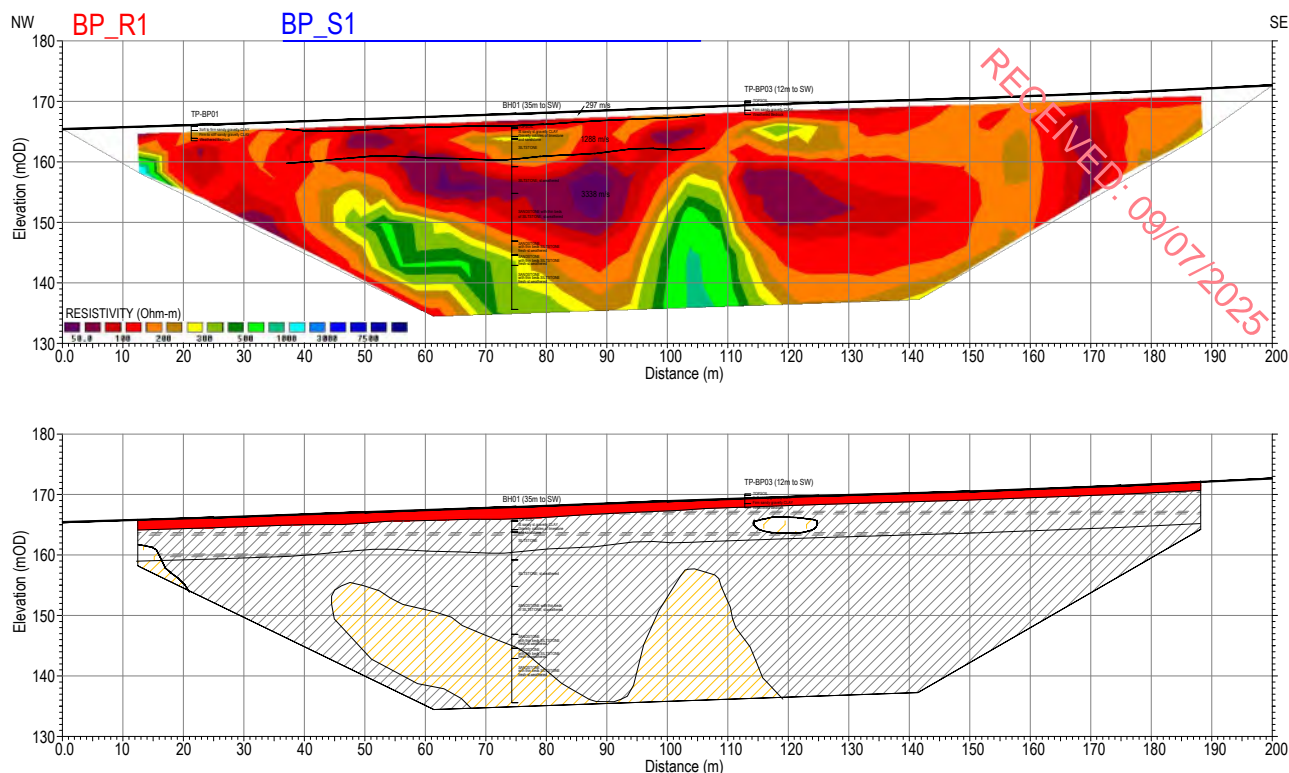 NW
BP_R1
BP_S1
SE
180
170
160
150
140
130
Elevation (mOD)
TP-BP01
BH01 (35m to SW)
297 m/s
TP-BP03 (12m to SW)
1288 m/s
3338 m/s
SILTSTONE
RECEIVED: 09/07/2025
RESISTIVITY (Ohm-m)
50.0 100 200 300 500 1000 3000 7500
0.0 10 20 30 40 50 60 70 80 90 100 110 120 130 140 150 160 170 180 190 200
Distance (m)
180
170
160
150
140
130
Elevation (mOD)
BH01 (35m to SW)
TP-BP03 (12m to SW)
SILTSTONE
0.0 10 20 30 40 50 60 70 80 90 100 110 120 130 140 150 160 170 180 190 200
Distance (m)